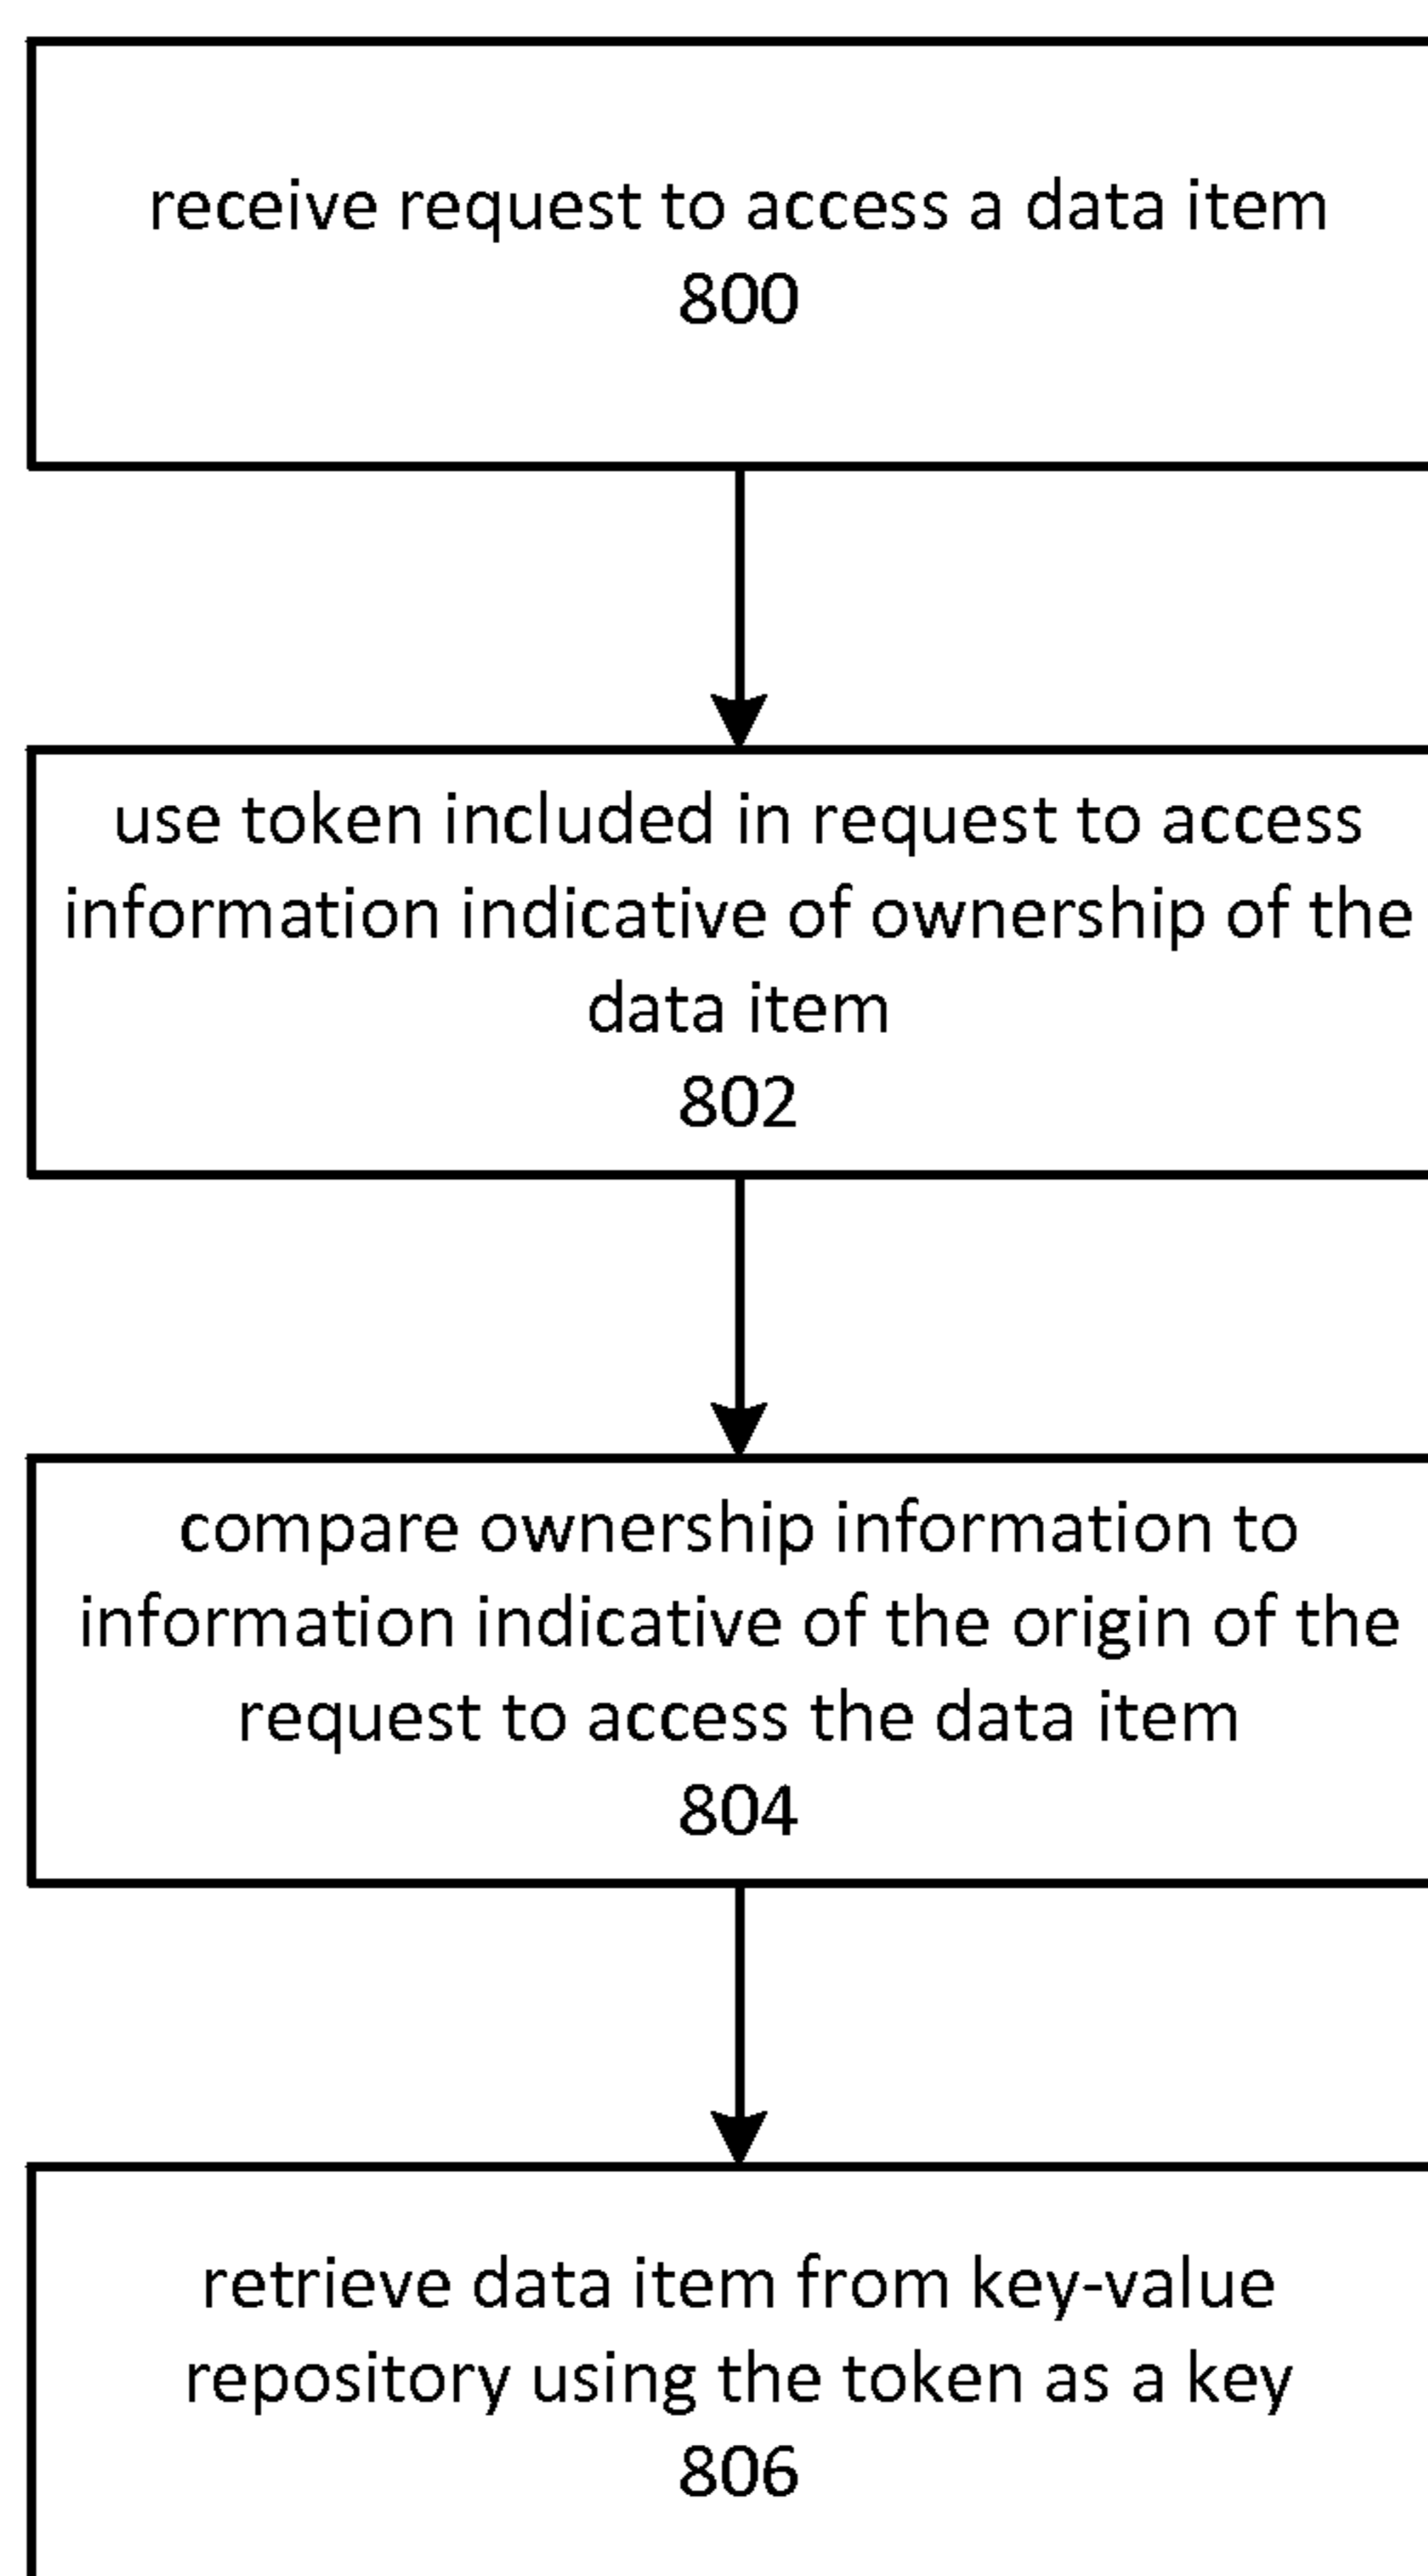 receive request to access a data item
800
use token included in request to access
information indicative of ownership of the
data item
802
compare ownership information to
information indicative of the origin of the
request to access the data item
804
retrieve data item from key-value
repository using the token as a key
806